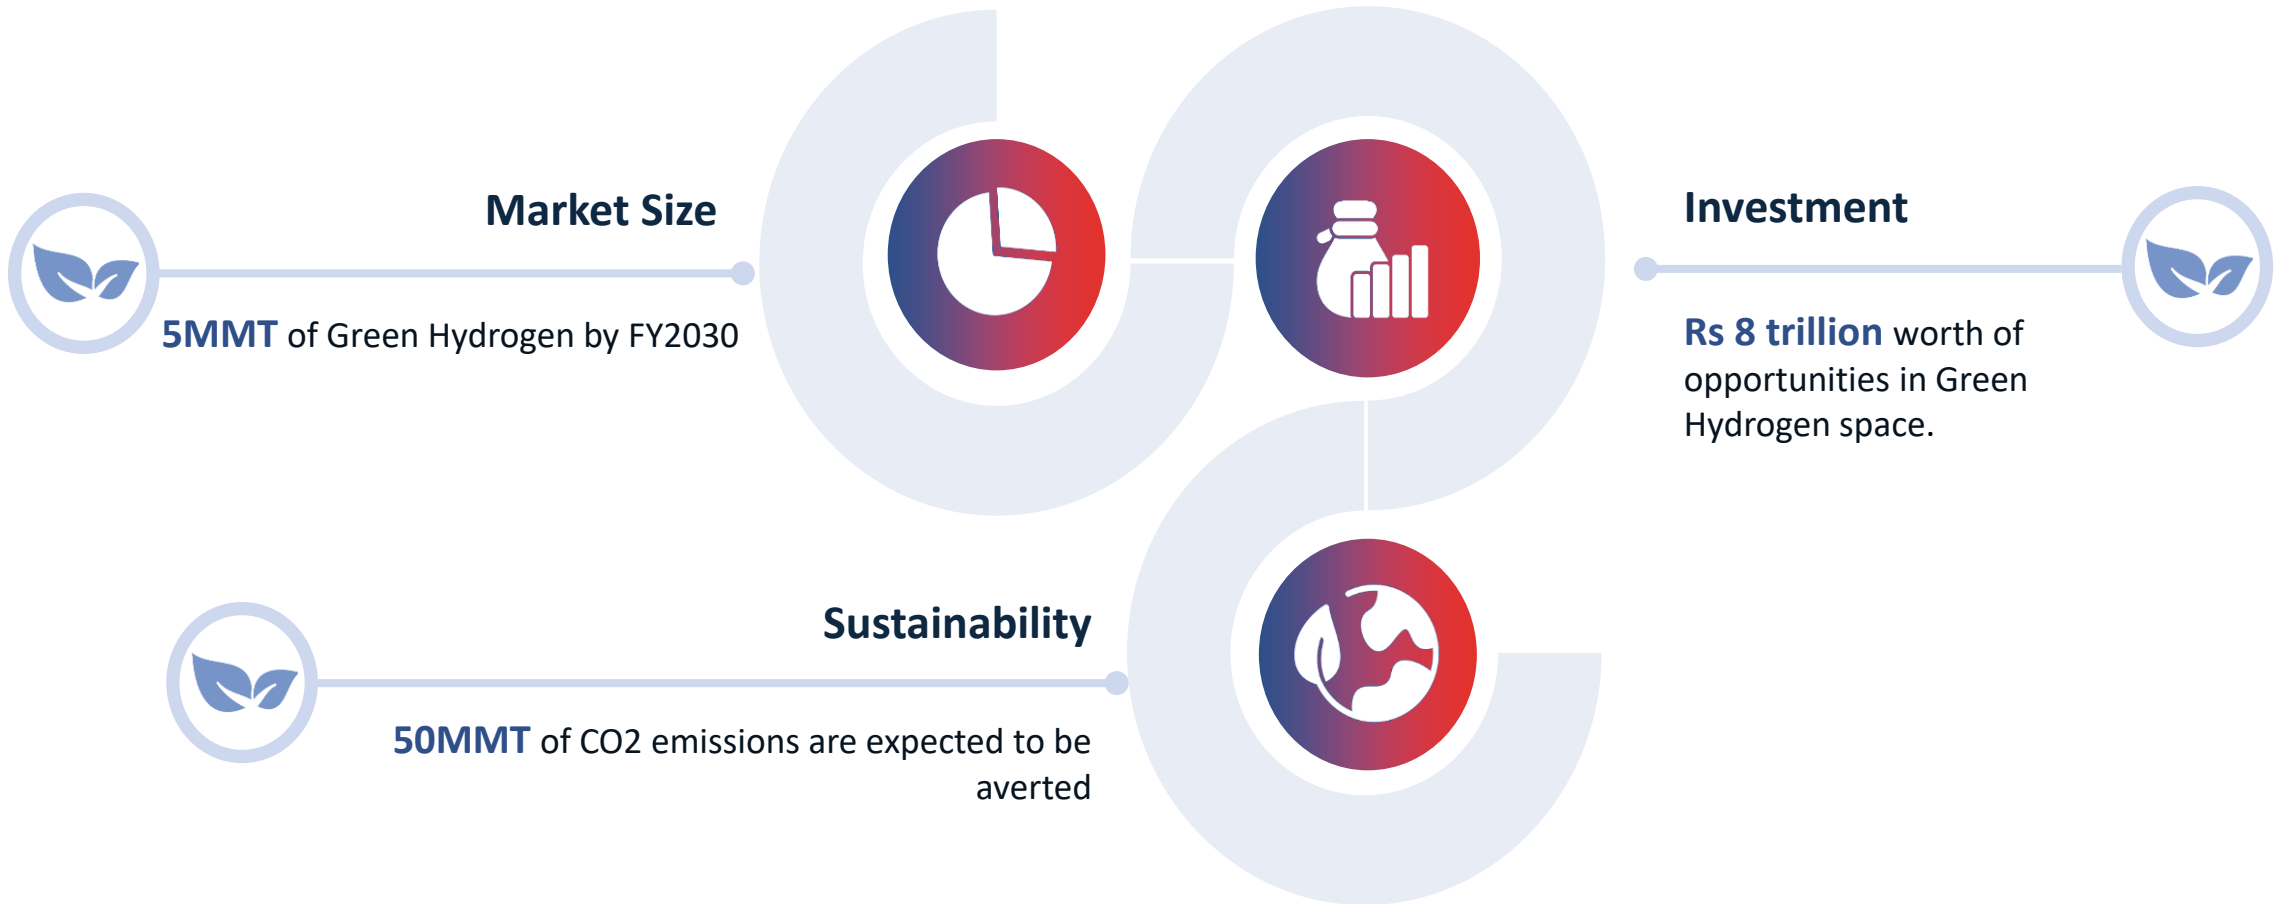 Market Size
5MMT of Green Hydrogen by FY2030
Investment
Rs 8 trillion worth of
opportunities in Green
Hydrogen space.
Sustainability
50MMT of CO2 emissions are expected to be
averted